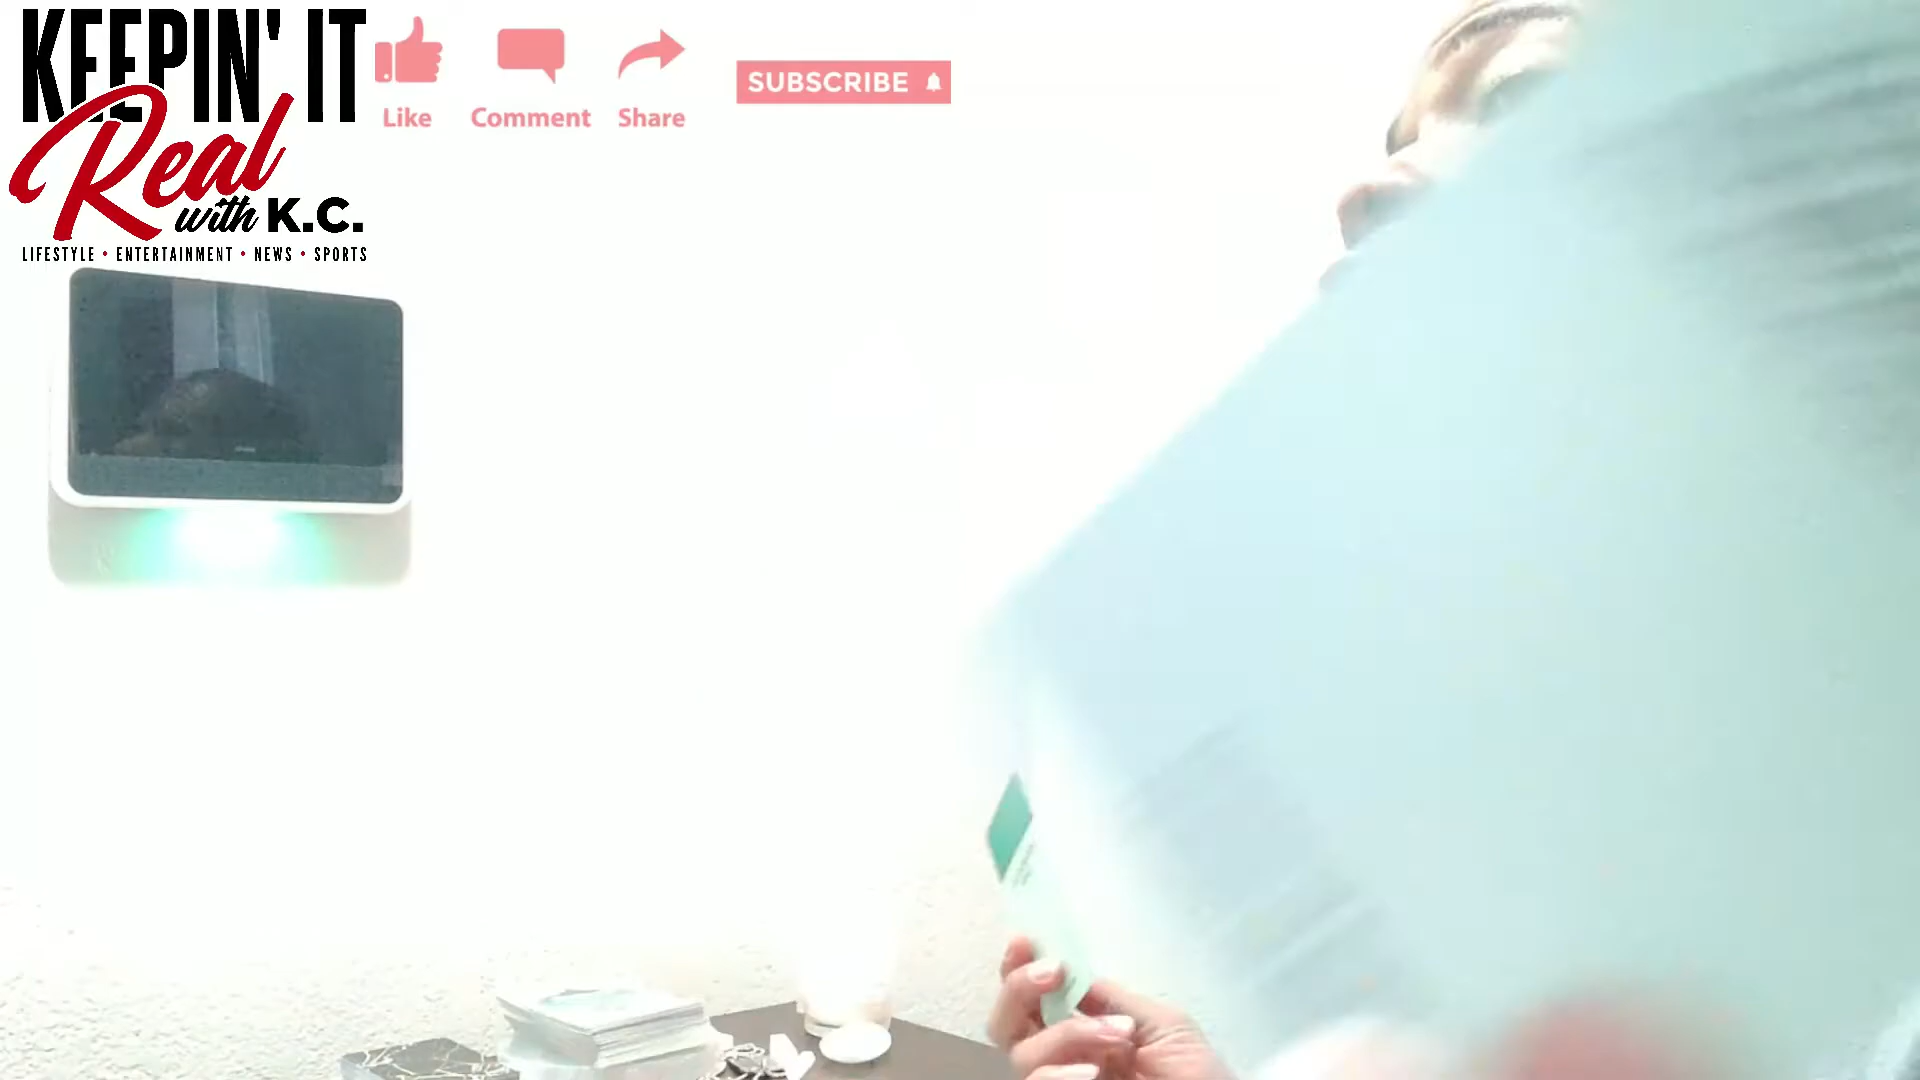 KEEPIN' IT
Real
with K.C.
LIFESTYLE • ENTERTAINMENT • NEWS • SPORTS
Like Comment Share
SUBSCRIBE